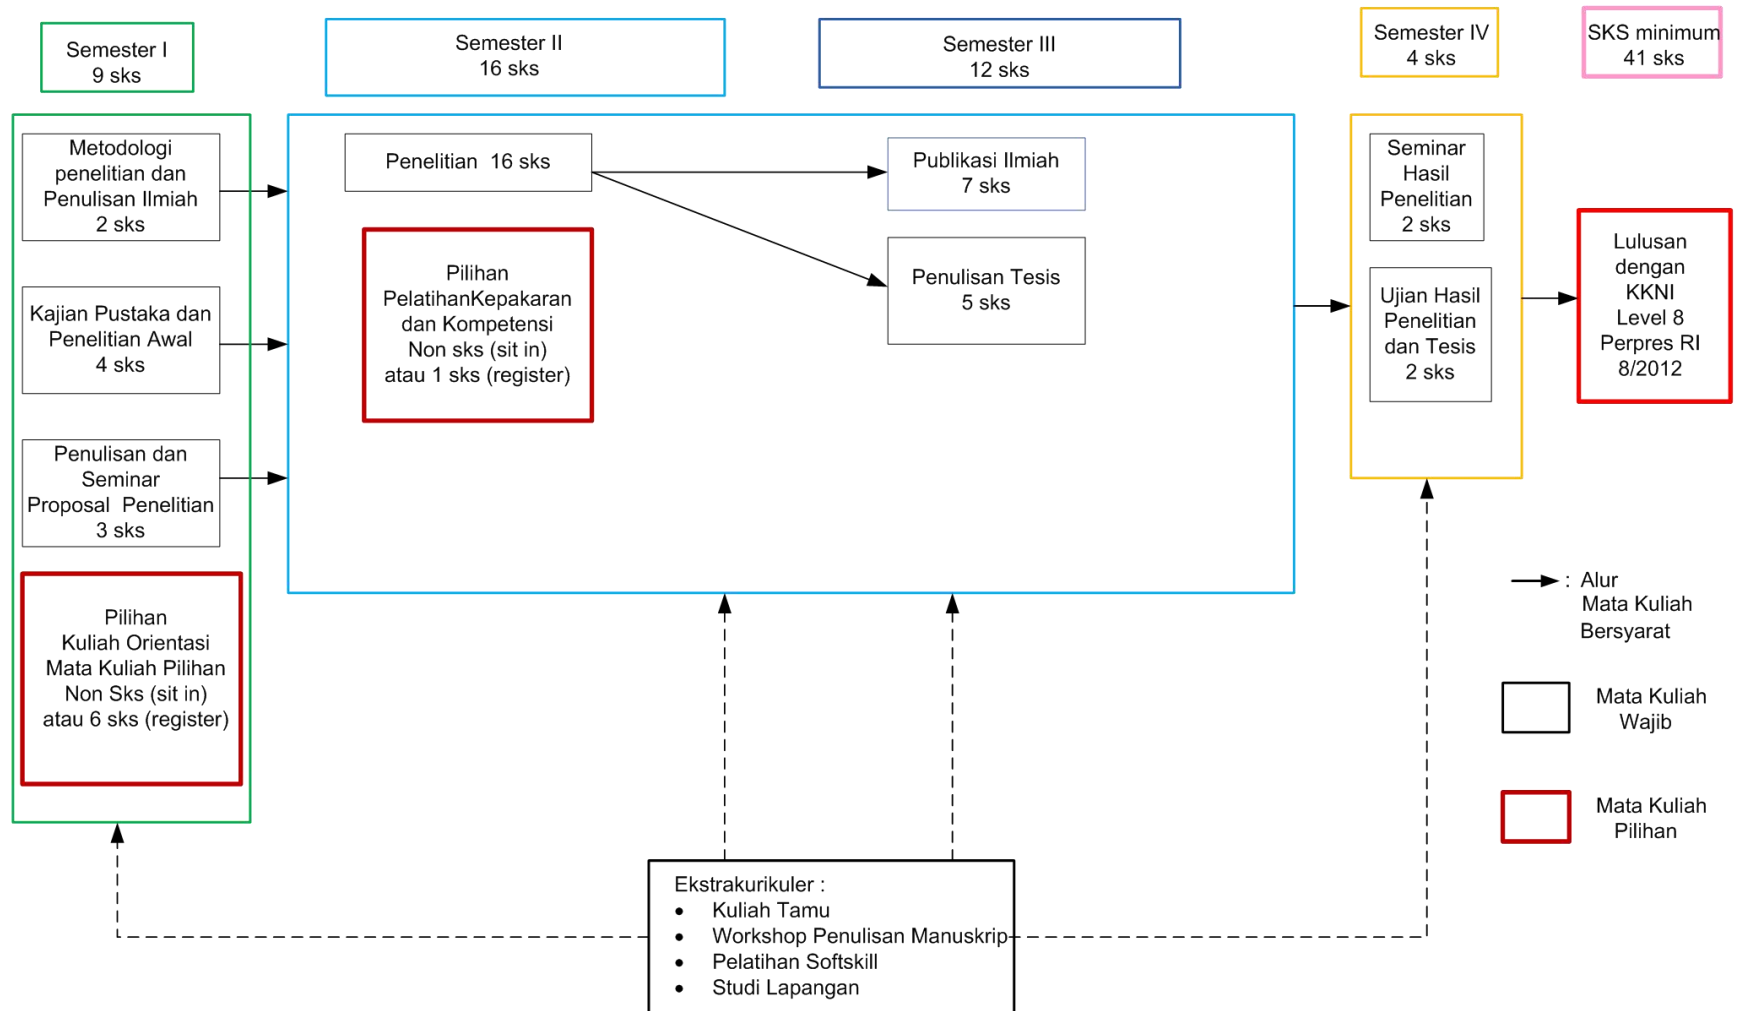 Semester I
9 sks
Semester II
16 sks
Semester III
12 sks
Semester IV
4 sks
SKS minimum
41 sks
Metodologi
penelitian dan
Penulisan Ilmiah
2 sks
Kajian Pustaka dan
Penelitian Awal
4 sks
Penulisan dan
Seminar
Proposal  Penelitian
3 sks
Pilihan
Kuliah Orientasi
Mata Kuliah Pilihan
Non Sks (sit in)
atau 6 sks (register)
Penelitian  16 sks
Pilihan
PelatihanKepakaran
dan Kompetensi
Non sks (sit in)
atau 1 sks (register)
Publikasi Ilmiah
7 sks
Penulisan Tesis
5 sks
Seminar
Hasil
Penelitian
2 sks
Ujian Hasil
Penelitian
dan Tesis
2 sks
Lulusan
dengan
KKNI
Level 8
Perpres RI
8/2012
: Alur
Mata Kuliah
Bersyarat
Mata Kuliah
Wajib
Mata Kuliah
Pilihan
Ekstrakurikuler :
• Kuliah Tamu
• Workshop Penulisan Manuskrip
• Pelatihan Softskill
• Studi Lapangan